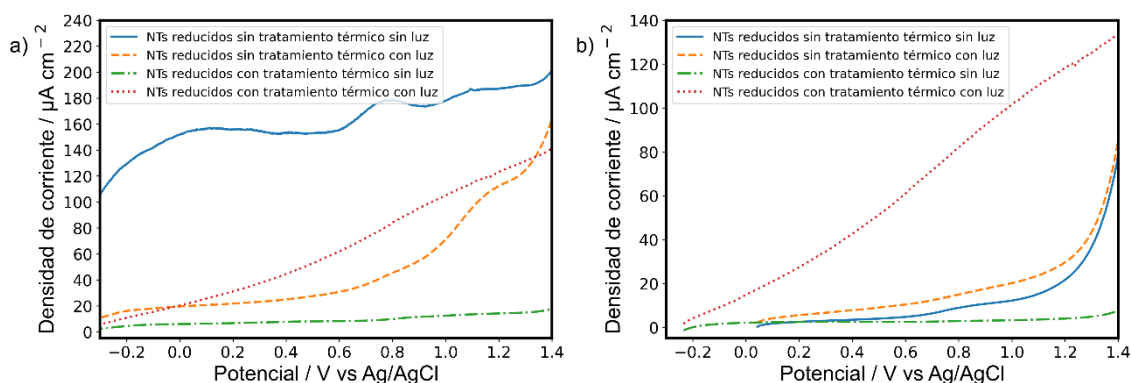 a)
Densidad de corriente / µA cm⁻²
240
220
200
180
160
140
120
100
80
60
40
20
0
NTs reducidos sin tratamiento térmico sin luz
NTs reducidos sin tratamiento térmico con luz
NTs reducidos con tratamiento térmico sin luz
NTs reducidos con tratamiento térmico con luz
−0.2 0.0 0.2 0.4 0.6 0.8 1.0 1.2 1.4
Potencial / V vs Ag/AgCl
b)
Densidad de corriente / µA cm⁻²
140
120
100
80
60
40
20
0
NTs reducidos sin tratamiento térmico sin luz
NTs reducidos sin tratamiento térmico con luz
NTs reducidos con tratamiento térmico sin luz
NTs reducidos con tratamiento térmico con luz
−0.2 0.0 0.2 0.4 0.6 0.8 1.0 1.2 1.4
Potencial / V vs Ag/AgCl